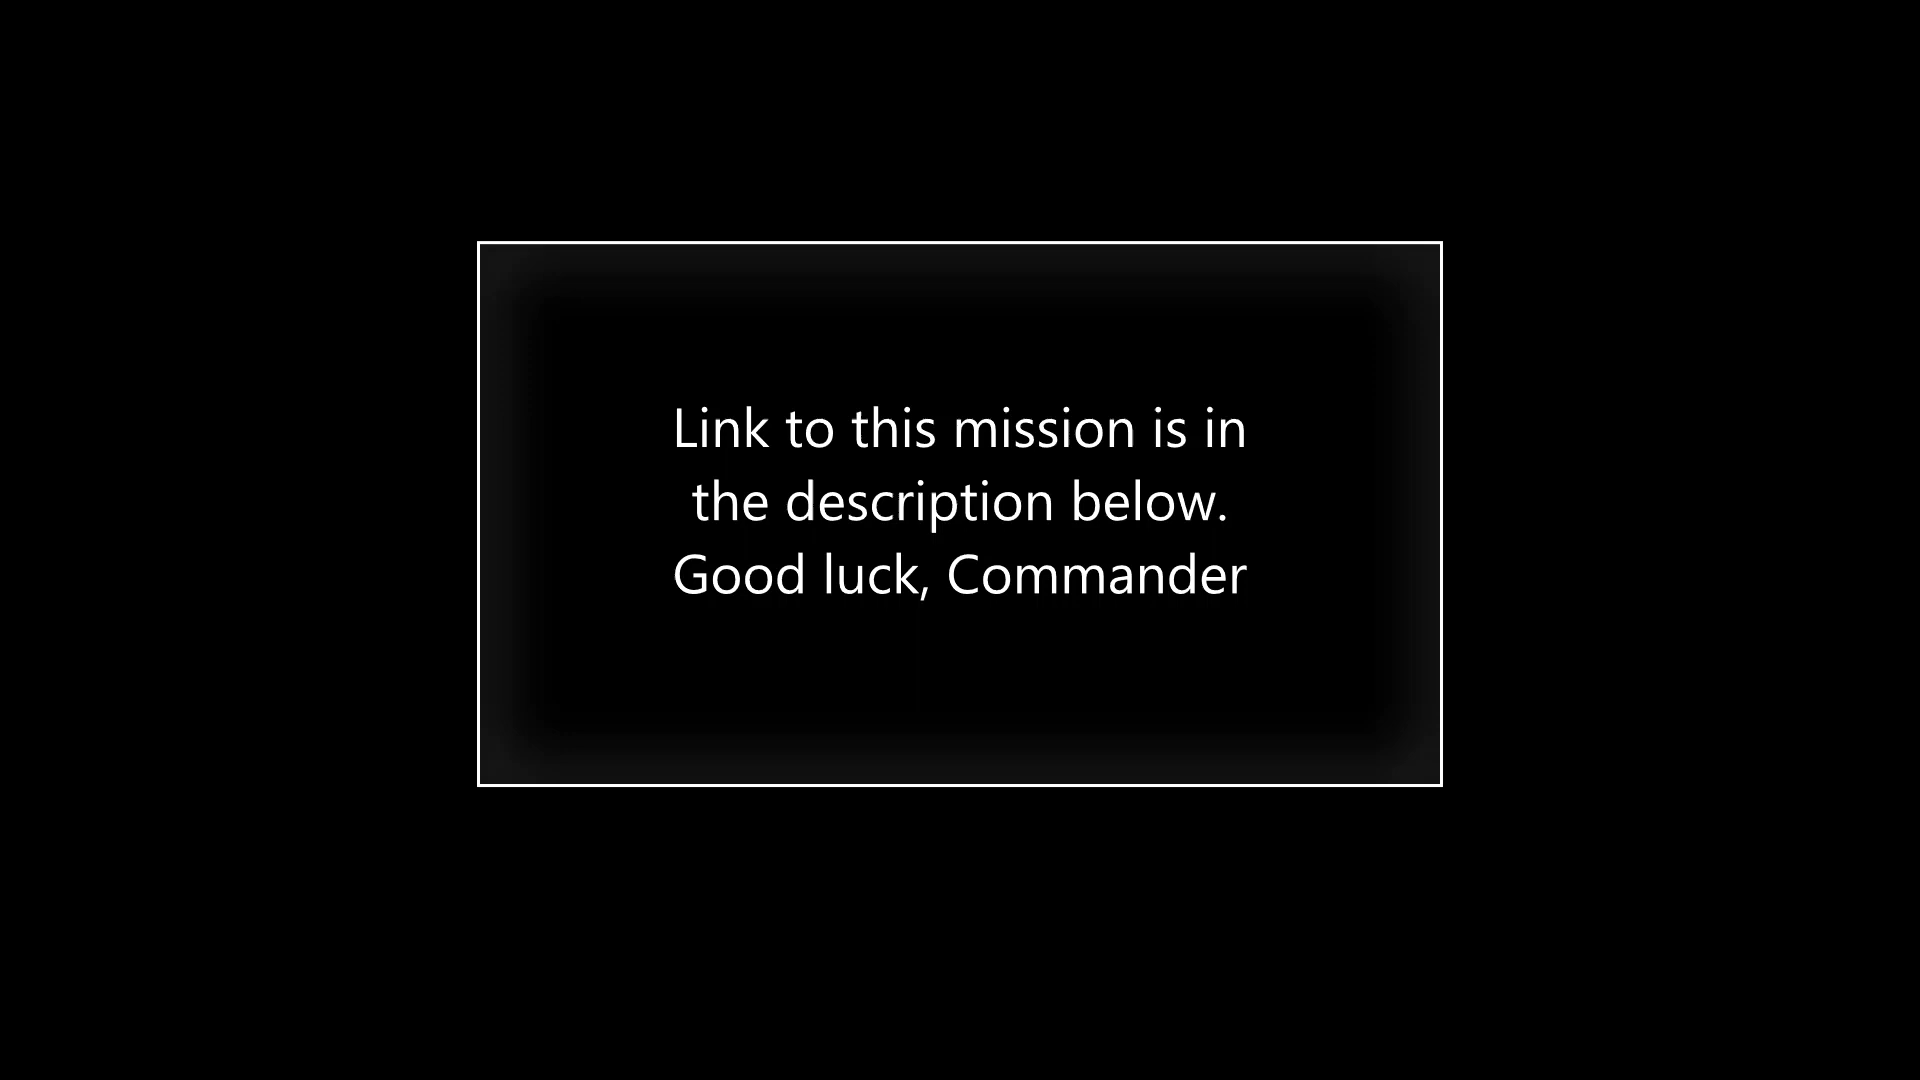 Link to this mission is in
the description below.
Good luck, Commander